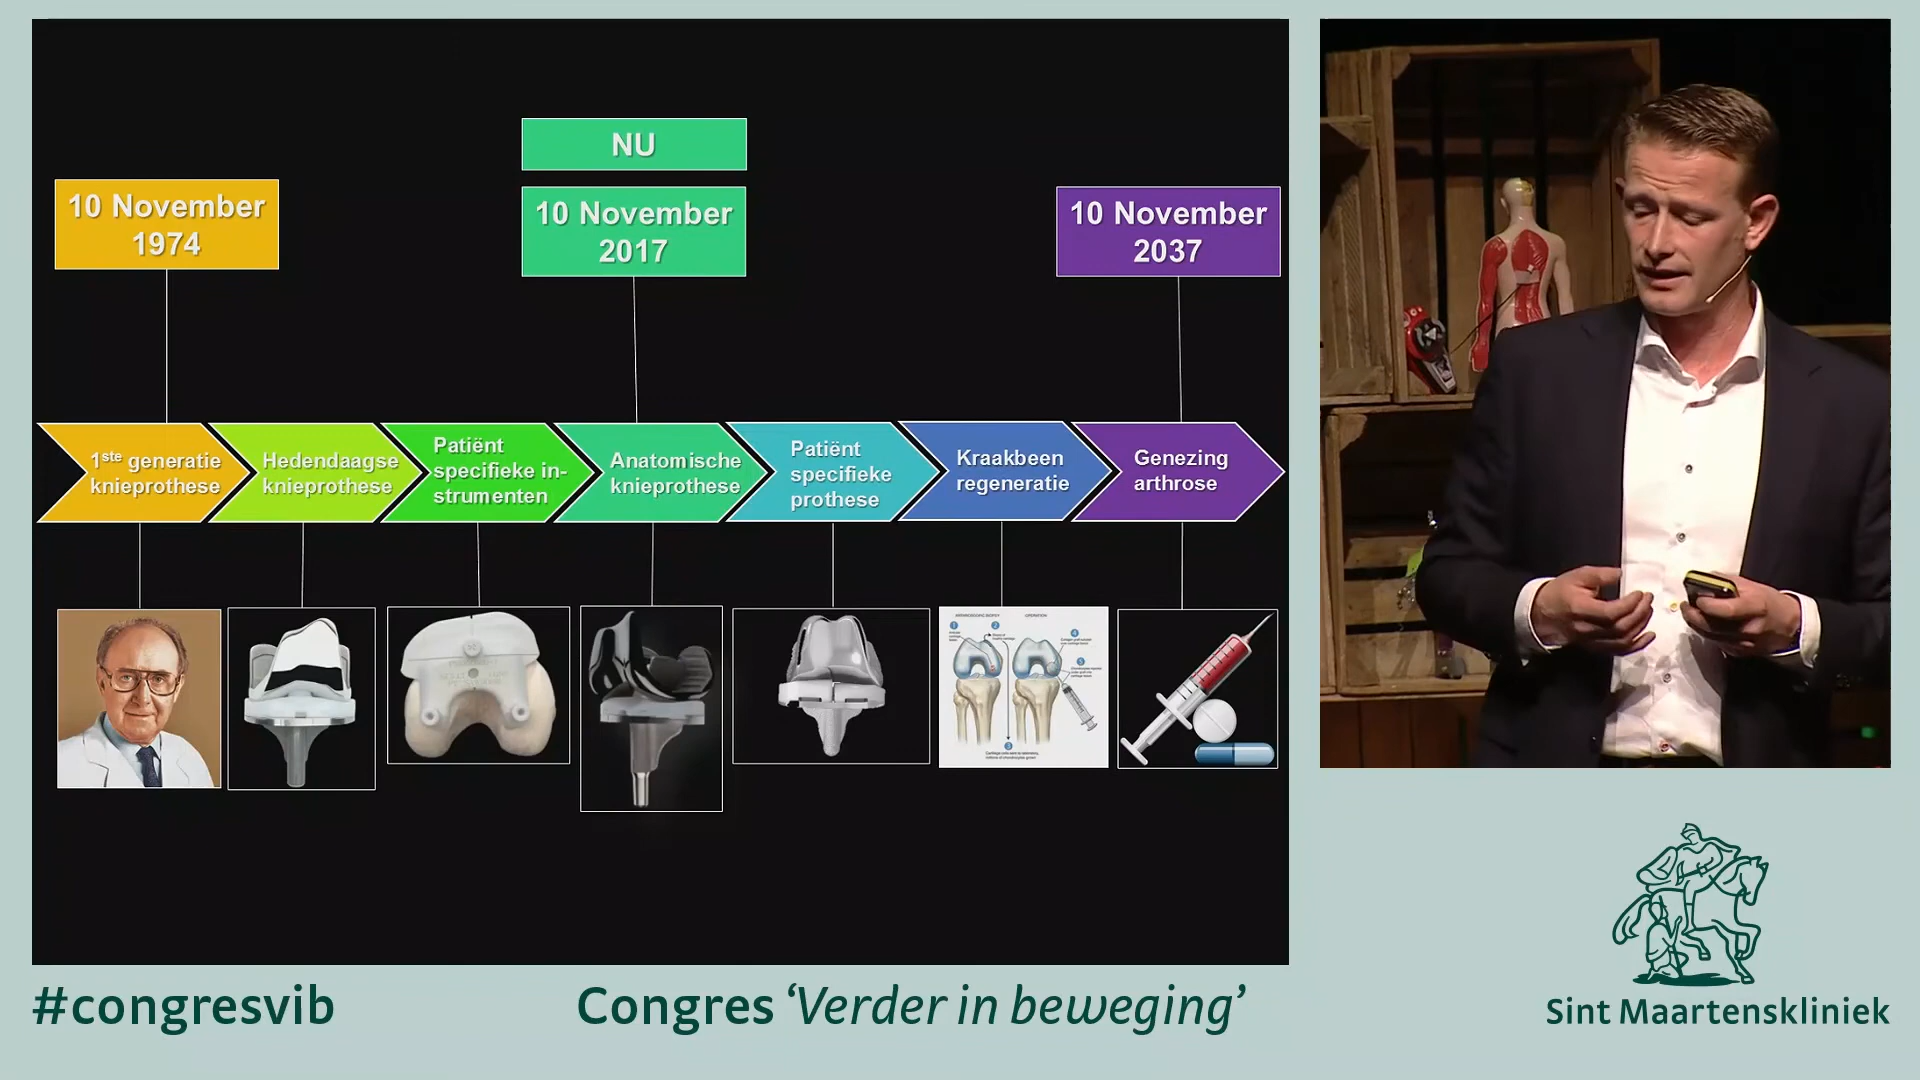 NU
10 November
1974
10 November
2017
10 November
2037
1ste generatie
knieprothese
Hedendaagse
knieprothese
Patiënt
specifieke in-
strumenten
Anatomische
knieprothese
Patiënt
specifieke
prothese
Kraakbeen
regeneratie
Genezing
arthrose
#congresvib
Congres ‘Verder in beweging’
Sint Maartenskliniek